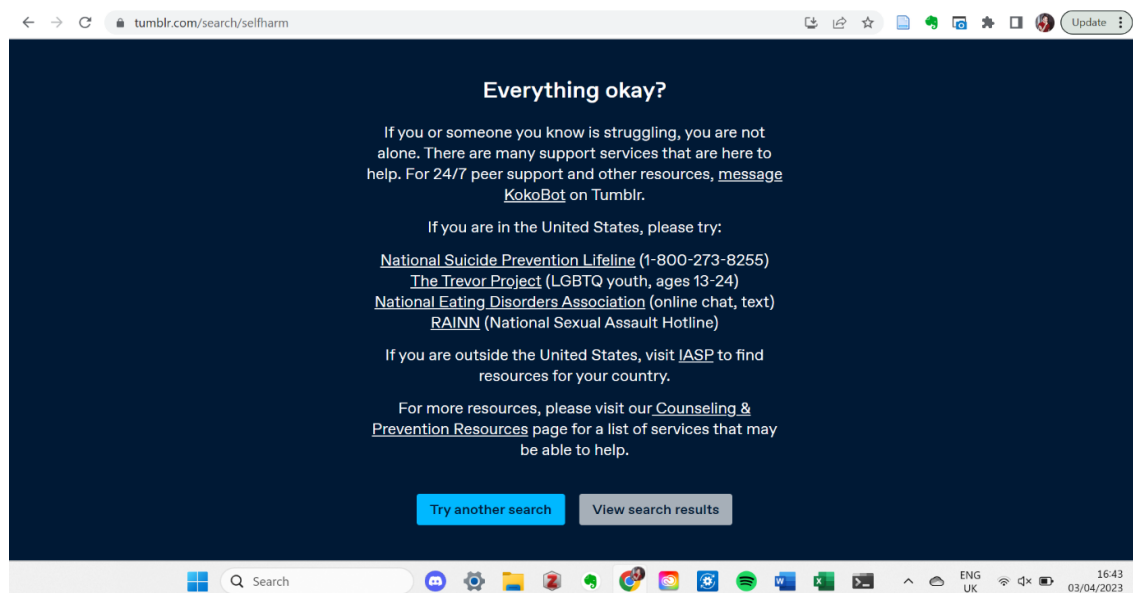 tumblr.com/search/selfharm
Update
Everything okay?
If you or someone you know is struggling, you are not
alone. There are many support services that are here to
help. For 24/7 peer support and other resources, message
KokoBot on Tumblr.
If you are in the United States, please try:
National Suicide Prevention Lifeline (1-800-273-8255)
The Trevor Project (LGBTQ youth, ages 13-24)
National Eating Disorders Association (online chat, text)
RAINN (National Sexual Assault Hotline)
If you are outside the United States, visit IASP to find
resources for your country.
For more resources, please visit our Counseling &
Prevention Resources page for a list of services that may
be able to help.
Try another search
View search results
Search
ENG
UK
16:43
03/04/2023